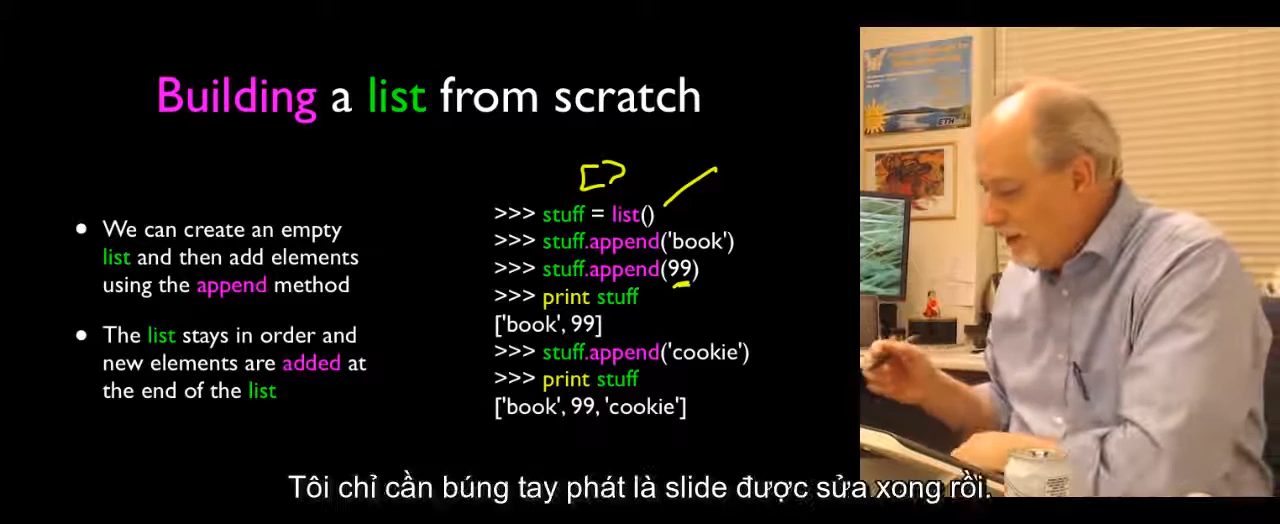 Building a list from scratch
We can create an empty
list and then add elements
using the append method
The list stays in order and
new elements are added at
the end of the list
>>> stuff = list()
>>> stuff.append('book')
>>> stuff.append(99)
>>> print stuff
['book', 99]
>>> stuff.append('cookie')
>>> print stuff
['book', 99, 'cookie']
ETH
Tôi chỉ cần búng tay phát là slide được sửa xong rồi.